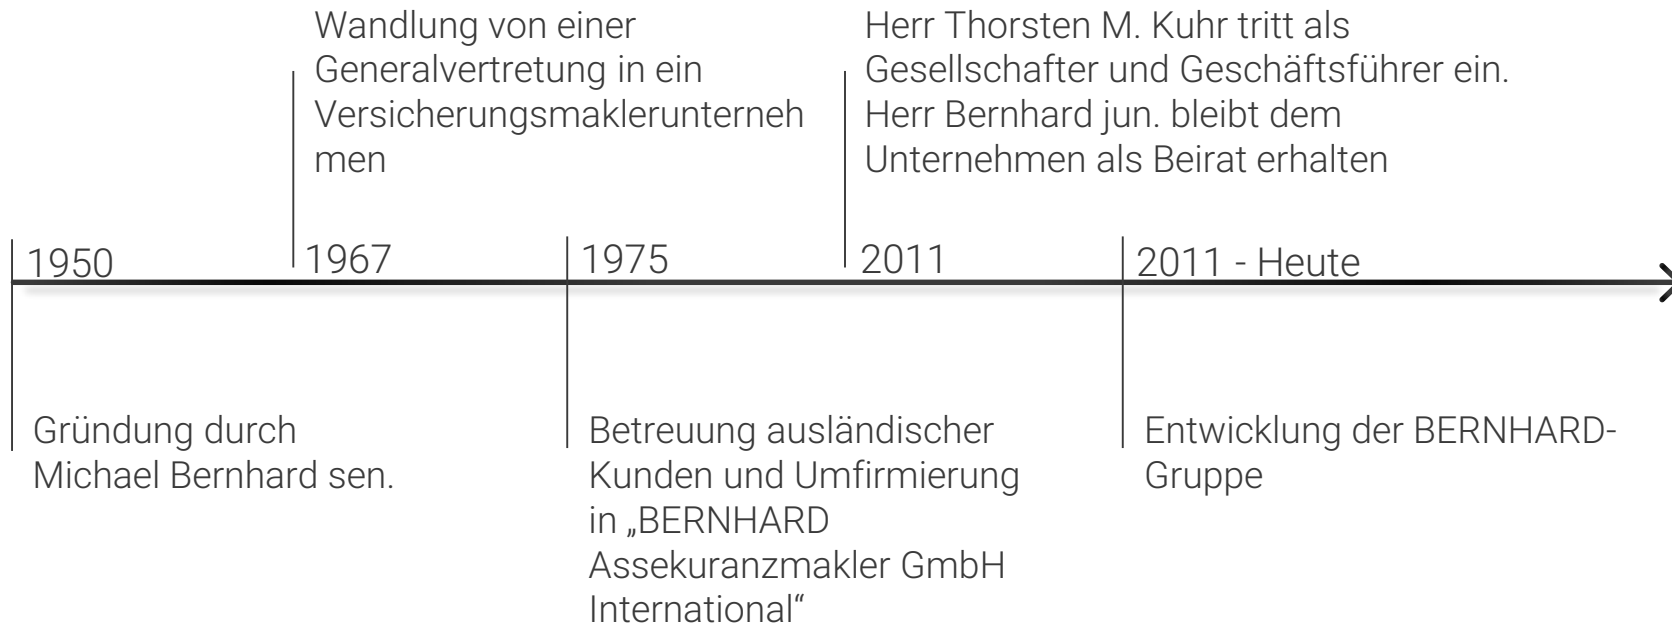 Wandlung von einer
Generalvertretung in ein
Versicherungsmaklerunterneh
men
Herr Thorsten M. Kuhr tritt als
Gesellschafter und Geschäftsführer ein.
Herr Bernhard jun. bleibt dem
Unternehmen als Beirat erhalten
1950
1967
1975
2011
2011 - Heute
Gründung durch
Michael Bernhard sen.
Betreuung ausländischer
Kunden und Umfirmierung
in „BERNHARD
Assekuranzmakler GmbH
International“
Entwicklung der BERNHARD-
Gruppe